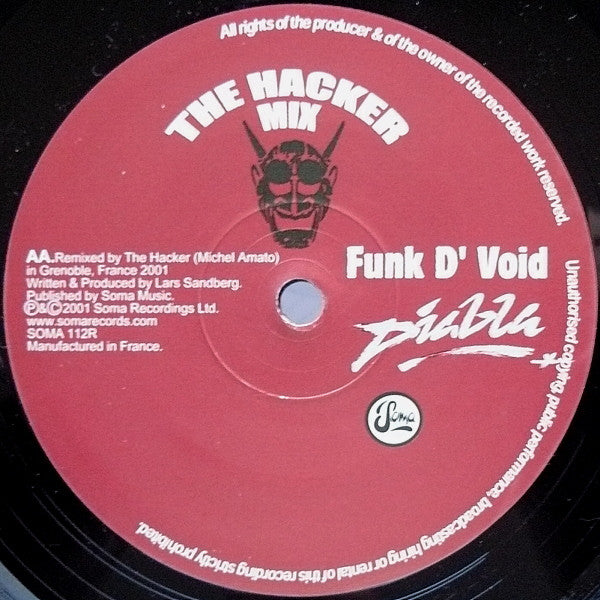 All rights of the producer & of the owner of the recorded work reserved.
THE HACKER
MIX
AA.Remixed by The Hacker (Michel Amato)
in Grenoble, France 2001
Written & Produced by Lars Sandberg.
Published by Soma Music.
℗&©2001 Soma Recordings Ltd.
www.somarecords.com
SOMA 112R
Manufactured in France.
Funk D' Void
Diabla
Soma
Unauthorised copying, public performance, broadcasting hiring or rental of this recording strictly prohibited.